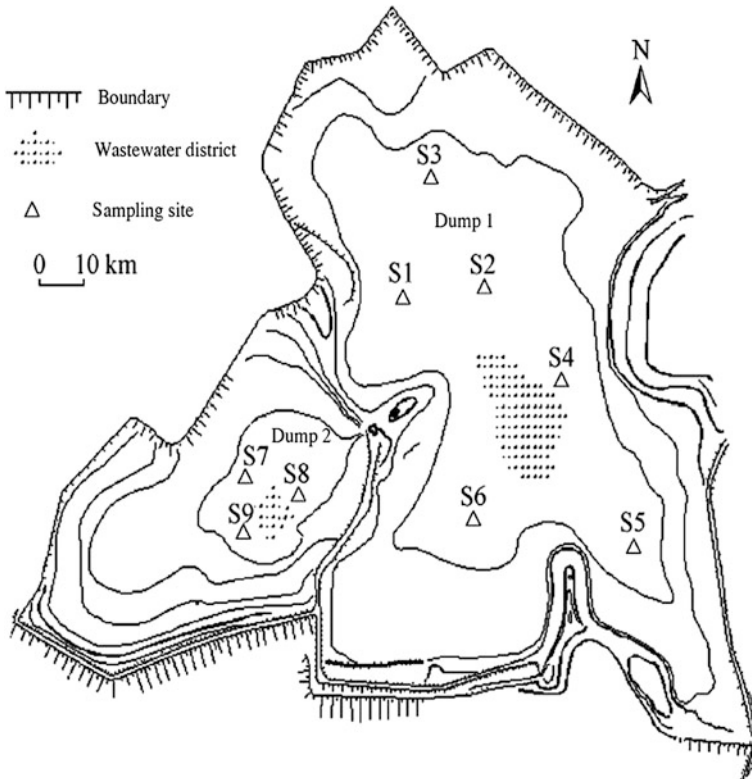 N
Boundary
Wastewater district
Sampling site
0 10 km
S3
Dump 1
S1
S2
S4
Dump 2
S7
S8
S9
S6
S5